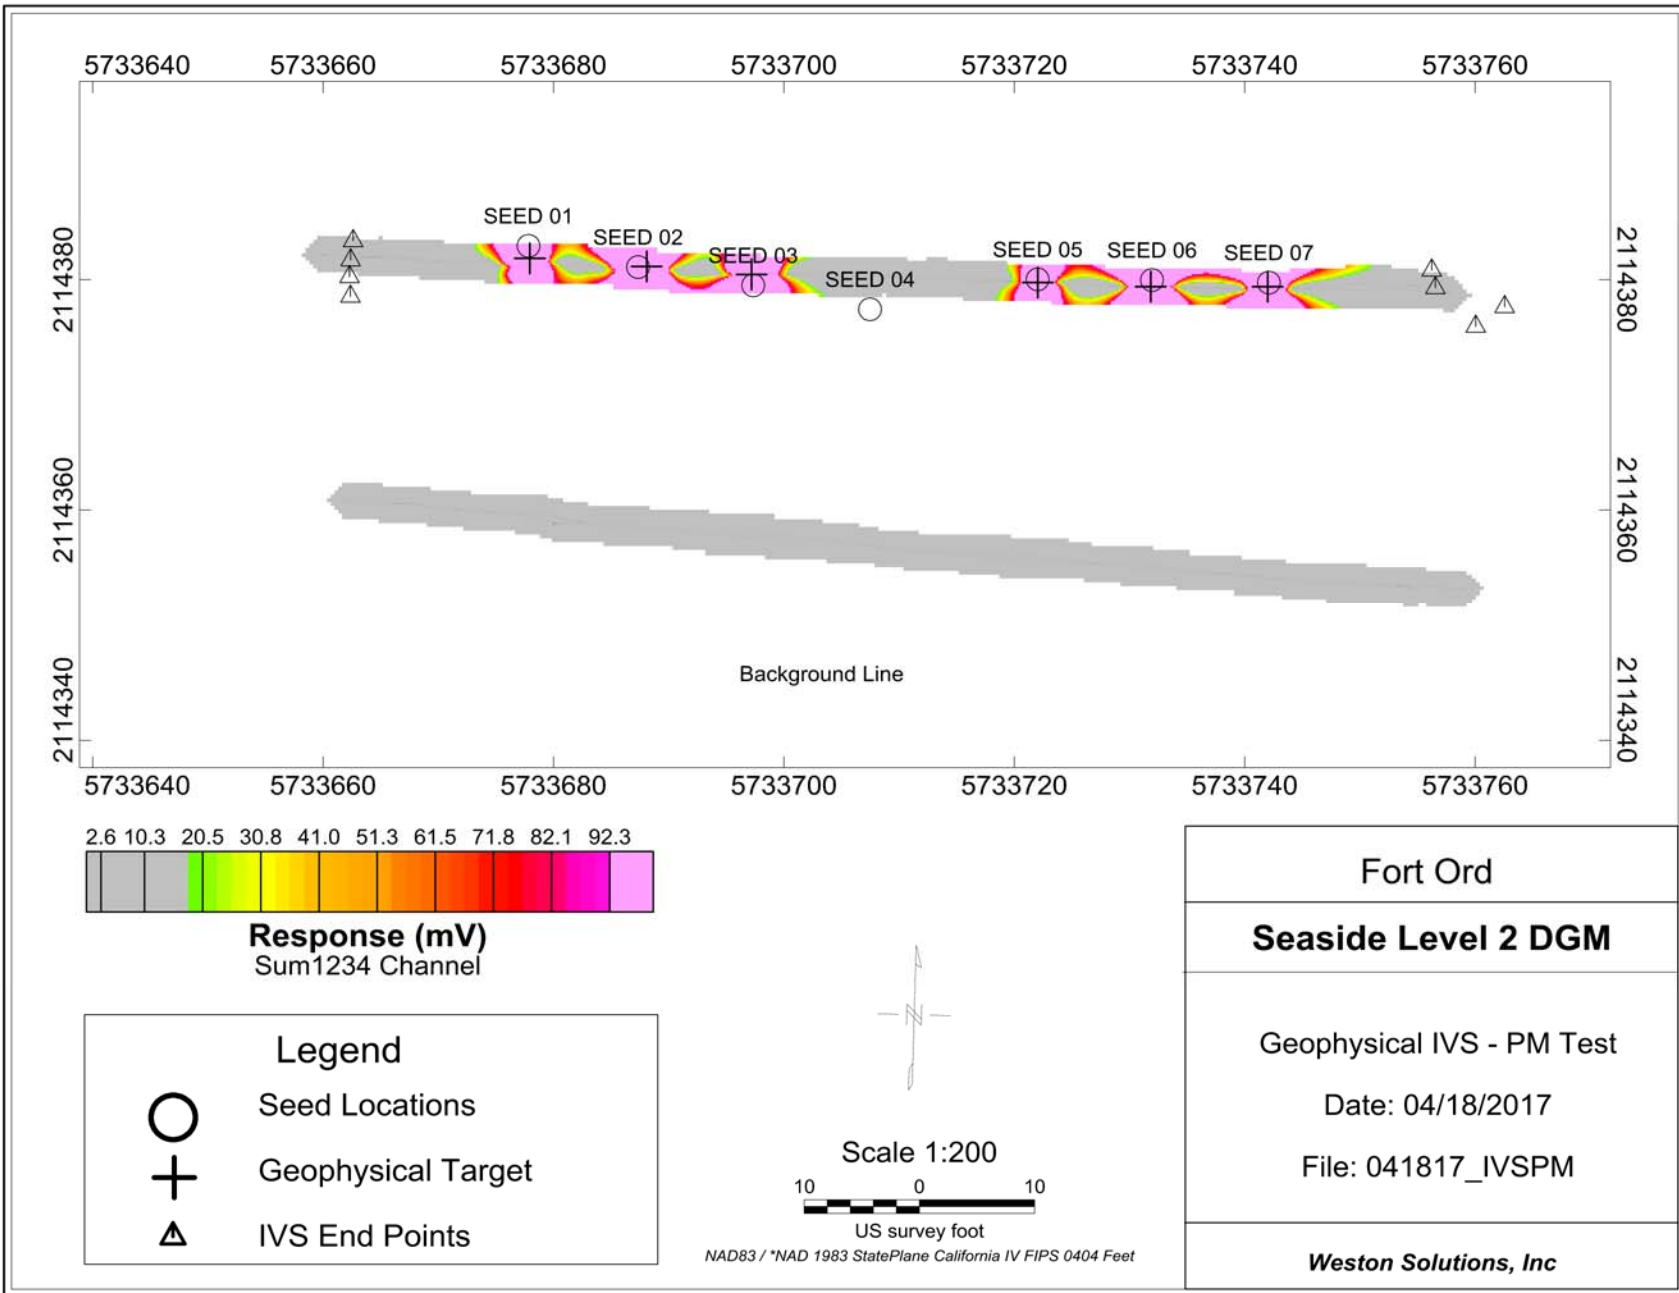 5733640 5733660 5733680 5733700 5733720 5733740 5733760
2114380
2114380
SEED 01
SEED 02
SEED 03
SEED 04
SEED 05
SEED 06
SEED 07
2114360
2114360
Background Line
2114340
2114340
5733640 5733660 5733680 5733700 5733720 5733740 5733760
2.6 10.3 20.5 30.8 41.0 51.3 61.5 71.8 82.1 92.3
Response (mV)
Sum1234 Channel
Legend
Seed Locations
Geophysical Target
IVS End Points
N
Scale 1:200
10 0 10
US survey foot
NAD83 / *NAD 1983 StatePlane California IV FIPS 0404 Feet
Fort Ord
Seaside Level 2 DGM
Geophysical IVS - PM Test
Date: 04/18/2017
File: 041817_IVSPM
Weston Solutions, Inc